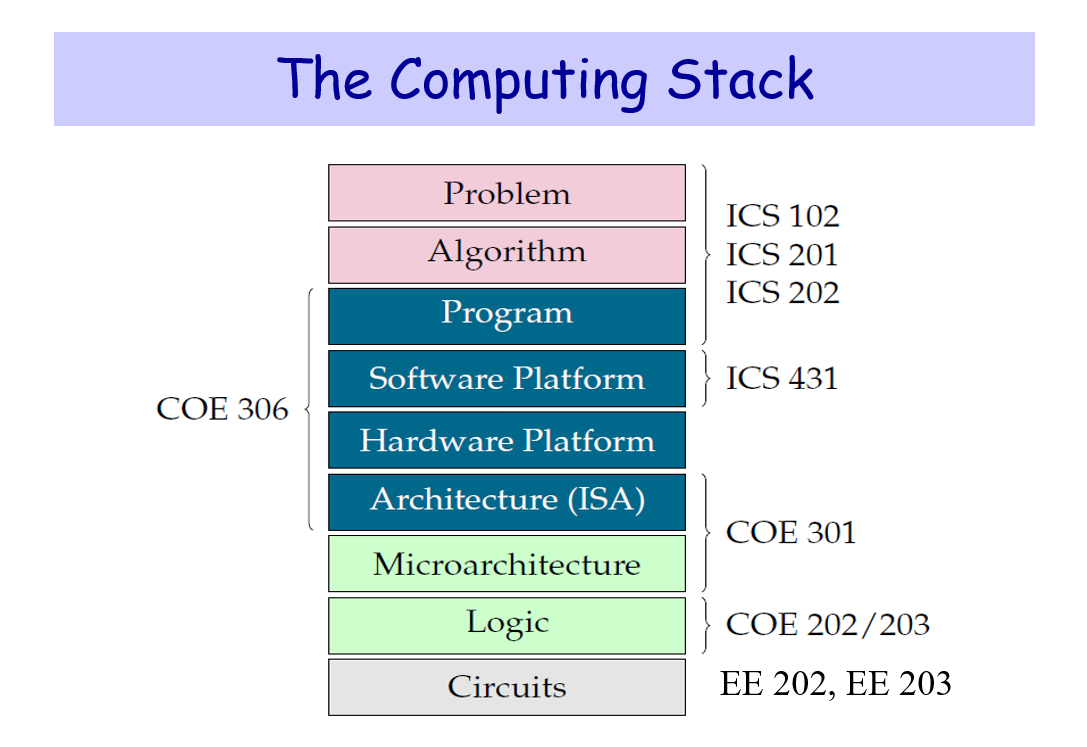 The Computing Stack
Problem
Algorithm
Program
Software Platform
Hardware Platform
Architecture (ISA)
Microarchitecture
Logic
Circuits
COE 306
ICS 102
ICS 201
ICS 202
ICS 431
COE 301
COE 202/203
EE 202, EE 203